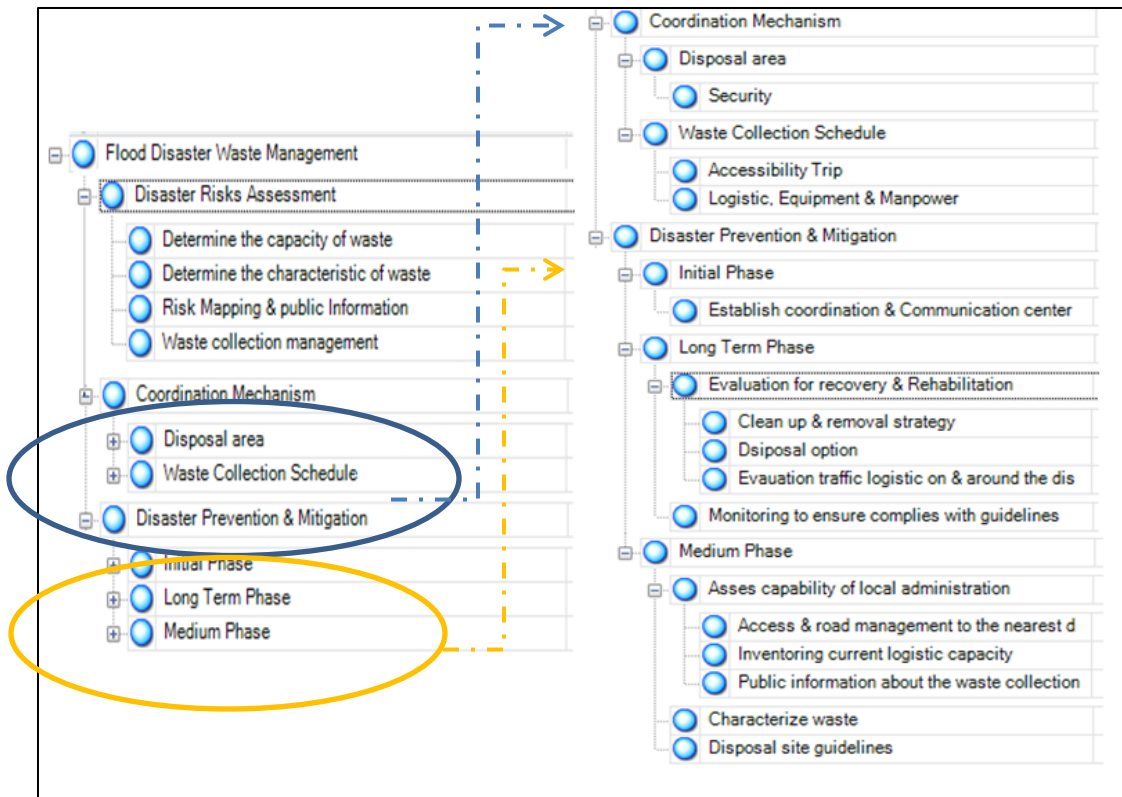 Flood Disaster Waste Management
Disaster Risks Assessment
Determine the capacity of waste
Determine the characteristic of waste
Risk Mapping & public Information
Waste collection management
Coordination Mechanism
Disposal area
Waste Collection Schedule
Disaster Prevention & Mitigation
Initial Phase
Long Term Phase
Medium Phase
Coordination Mechanism
Disposal area
Security
Waste Collection Schedule
Accessibility Trip
Logistic, Equipment & Manpower
Disaster Prevention & Mitigation
Initial Phase
Establish coordination & Communication center
Long Term Phase
Evaluation for recovery & Rehabilitation
Clean up & removal strategy
Dsiposal option
Evauation traffic logistic on & around the dis
Monitoring to ensure complies with guidelines
Medium Phase
Asses capability of local administration
Access & road management to the nearest d
Inventoring current logistic capacity
Public information about the waste collection
Characterize waste
Disposal site guidelines